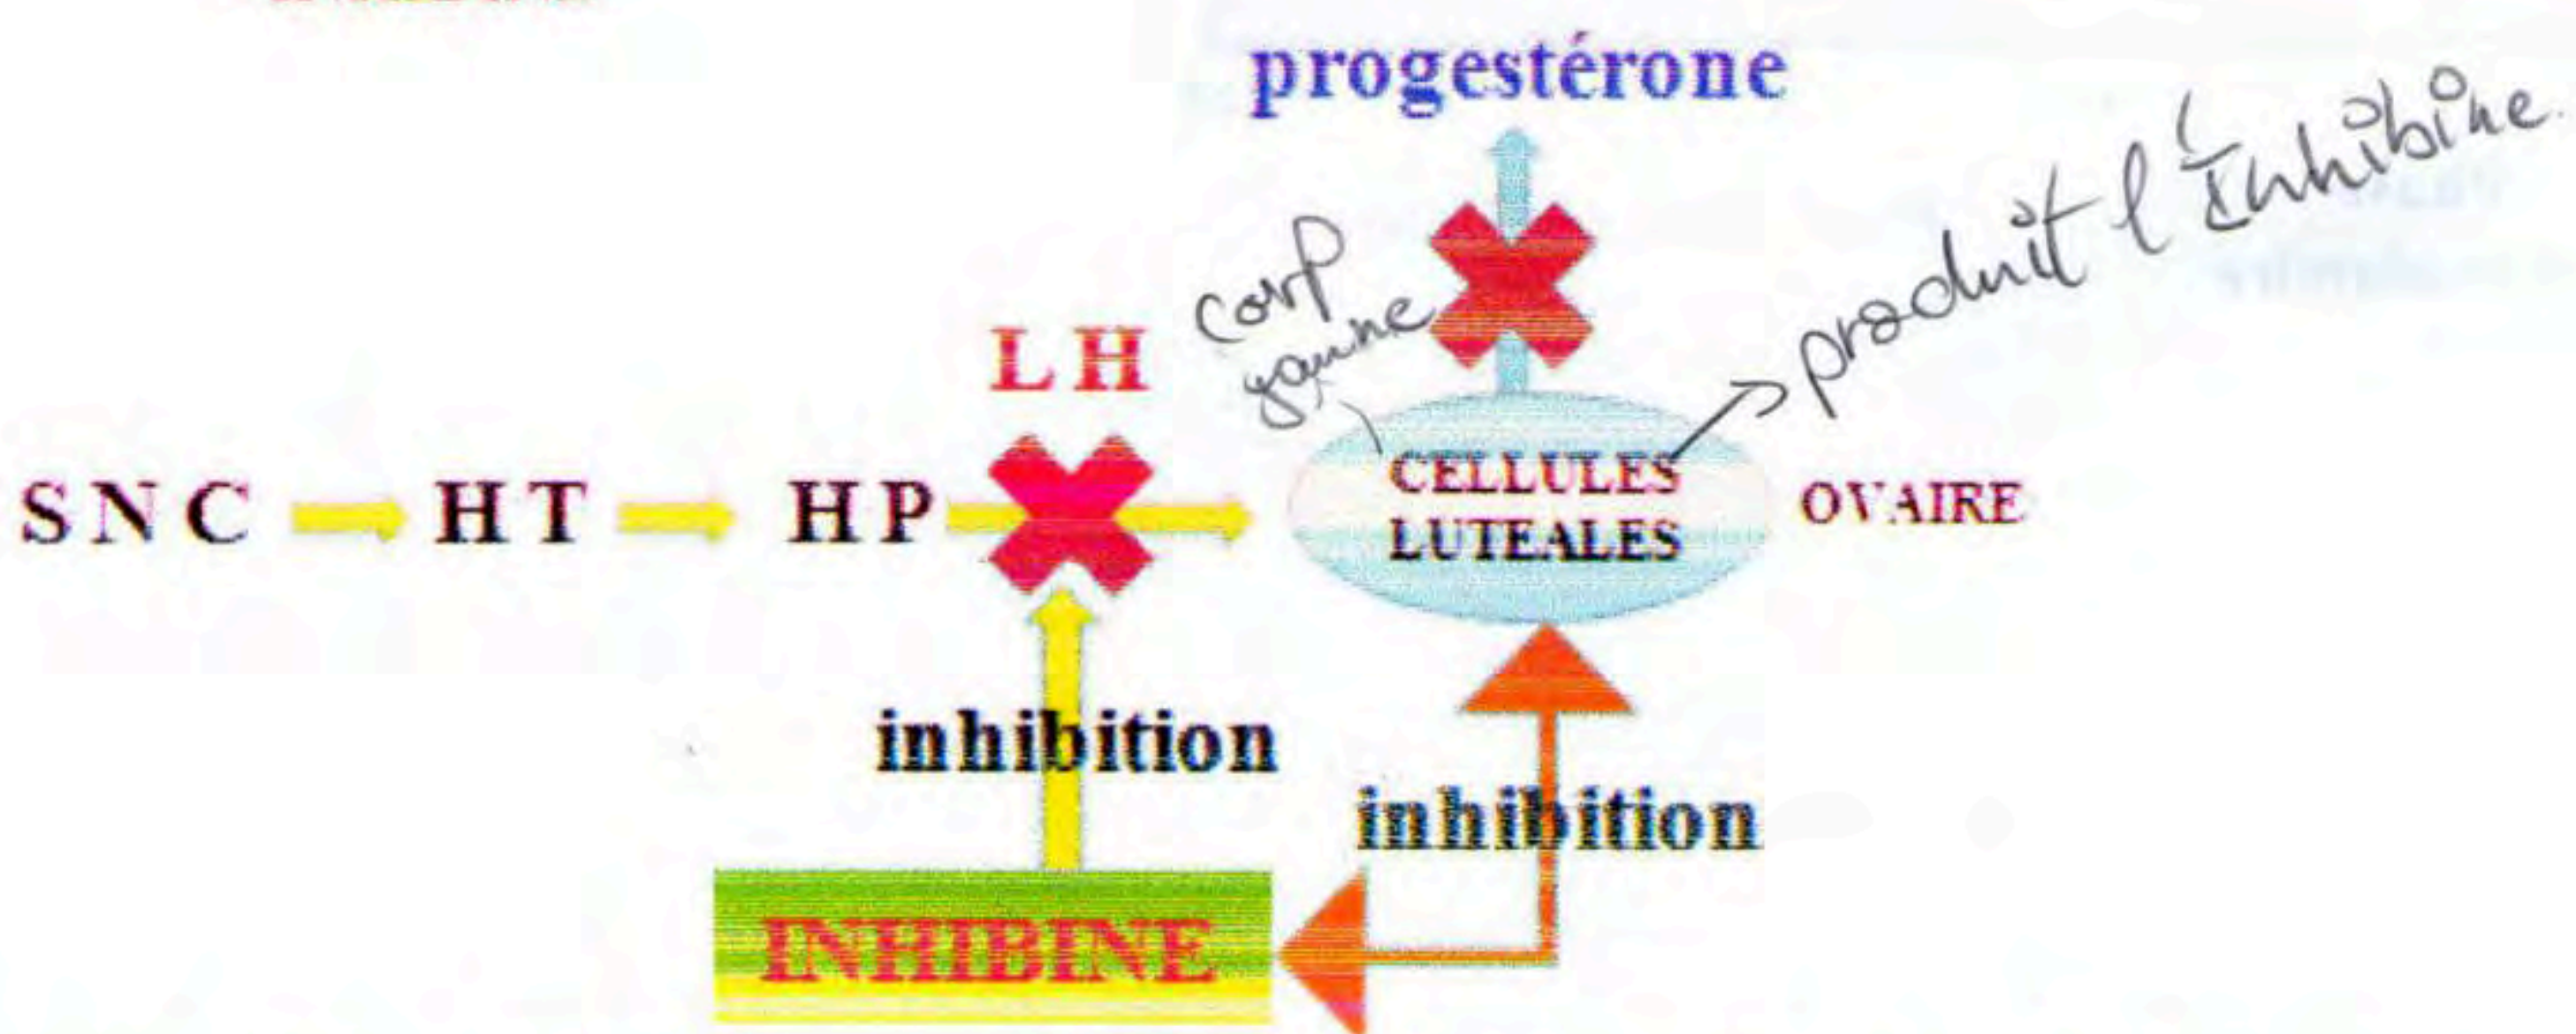 progestérone
produit l'Inhibine.
corp
jaune
L H
S N C
H T
H P
CELLULES
LUTEALES
OVAIRE
inhibition
inhibition
INHIBINE